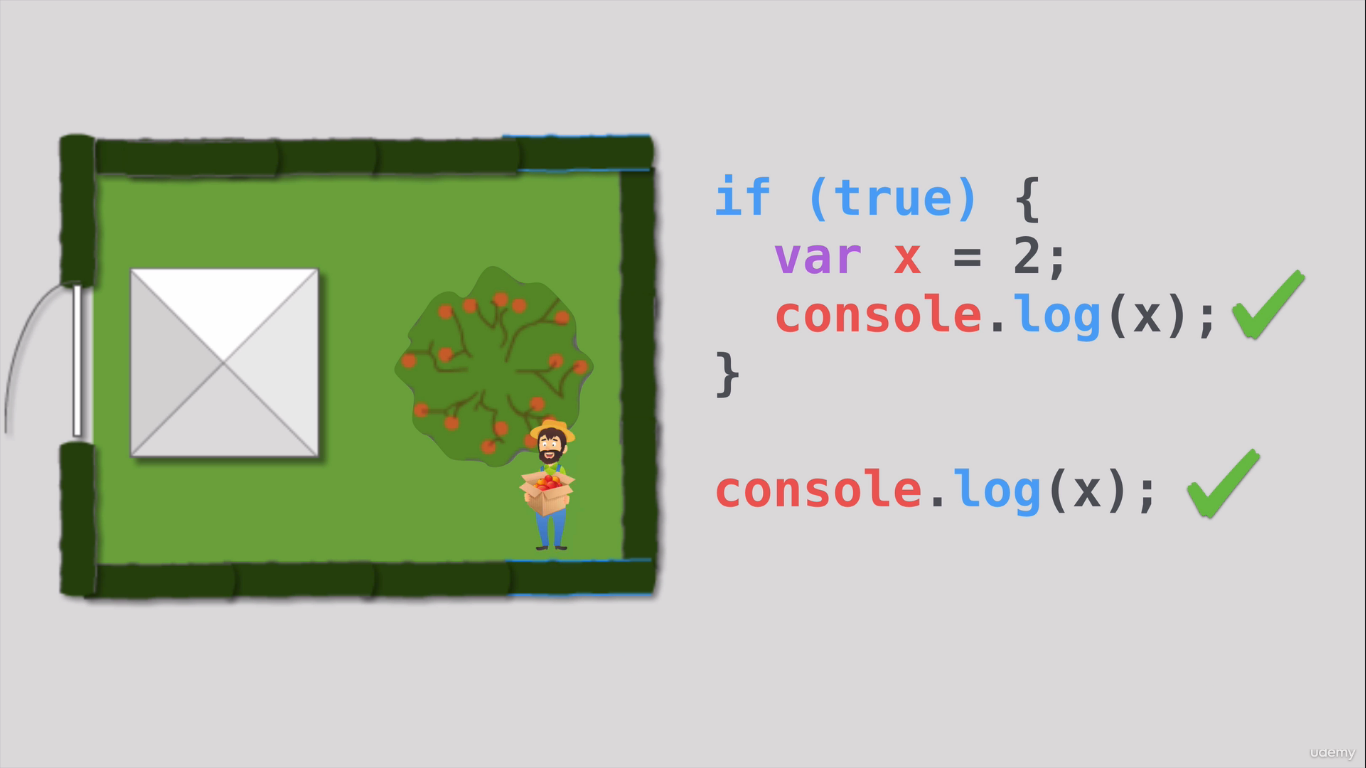 if (true) {
  var x = 2;
  console.log(x);
}
console.log(x);
udemy